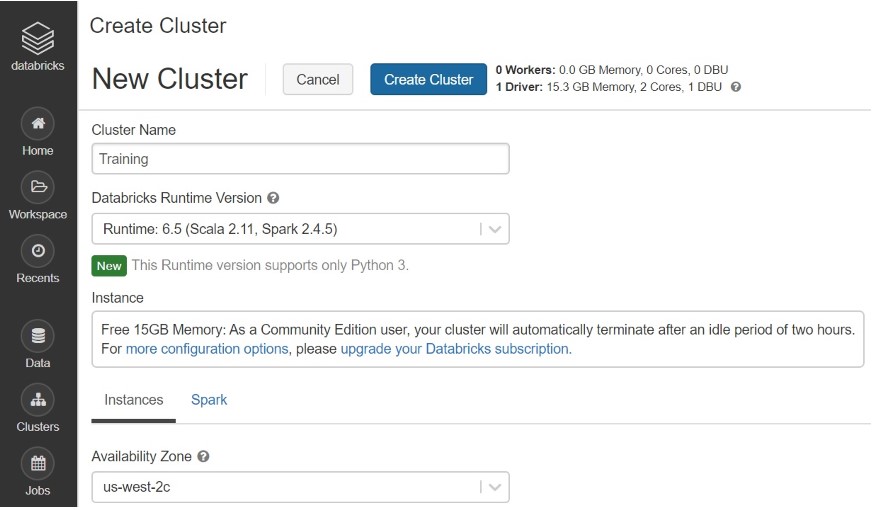 databricks
Home
Workspace
Recents
Data
Clusters
Jobs
Create Cluster
New Cluster
Cancel
Create Cluster
0 Workers: 0.0 GB Memory, 0 Cores, 0 DBU
1 Driver: 15.3 GB Memory, 2 Cores, 1 DBU ?
Cluster Name
Training
Databricks Runtime Version ?
Runtime: 6.5 (Scala 2.11, Spark 2.4.5)
New This Runtime version supports only Python 3.
Instance
Free 15GB Memory: As a Community Edition user, your cluster will automatically terminate after an idle period of two hours.
For more configuration options, please upgrade your Databricks subscription.
Instances Spark
Availability Zone ?
us-west-2c